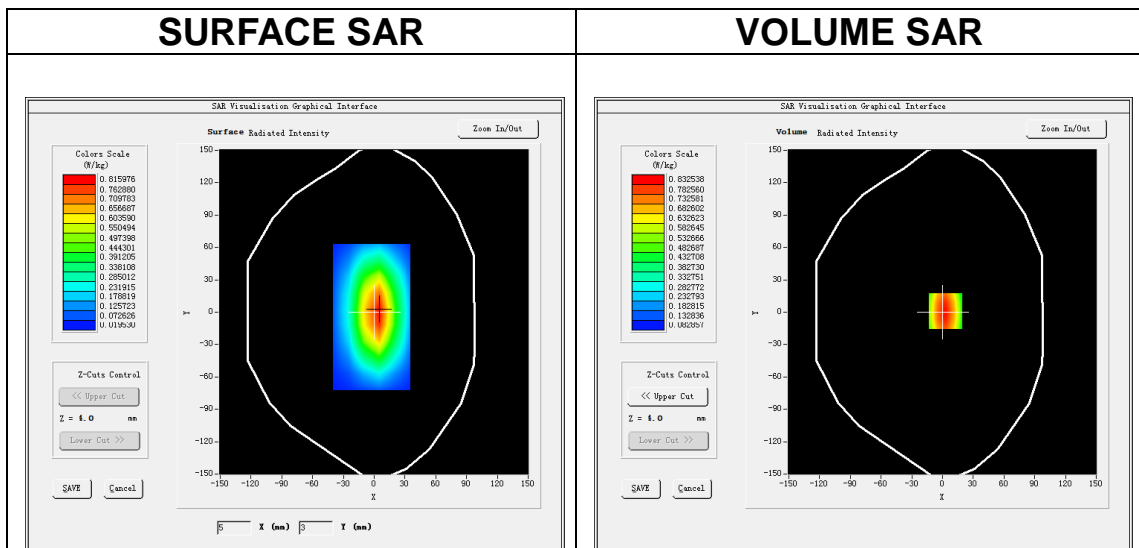 SURFACE SAR
VOLUME SAR
SAR Visualisation Graphical Interface
Surface Radiated Intensity
Zoom In/Out
Colors Scale
(W/kg)
0.815976
0.762880
0.709783
0.656687
0.603590
0.550494
0.497398
0.444301
0.391205
0.338108
0.285012
0.231915
0.178819
0.125723
0.072626
0.019530
150
120
90
60
30
0
-30
-60
-90
-120
-150
Y
-150 -120 -90 -60 -30 0 30 60 90 120 150
X
Z-Cuts Control
<< Upper Cut
Z = 4.0 mm
Lower Cut >>
SAVE Cancel
5 X (mm) 3 Y (mm)
SAR Visualisation Graphical Interface
Volume Radiated Intensity
Zoom In/Out
Colors Scale
(W/kg)
0.832538
0.782560
0.732581
0.682602
0.632623
0.582645
0.532666
0.482687
0.432708
0.382730
0.332751
0.282772
0.232793
0.182815
0.132836
0.082857
150
120
90
60
30
0
-30
-60
-90
-120
-150
Y
-150 -120 -90 -60 -30 0 30 60 90 120 150
X
Z-Cuts Control
<< Upper Cut
Z = 4.0 mm
Lower Cut >>
SAVE Cancel